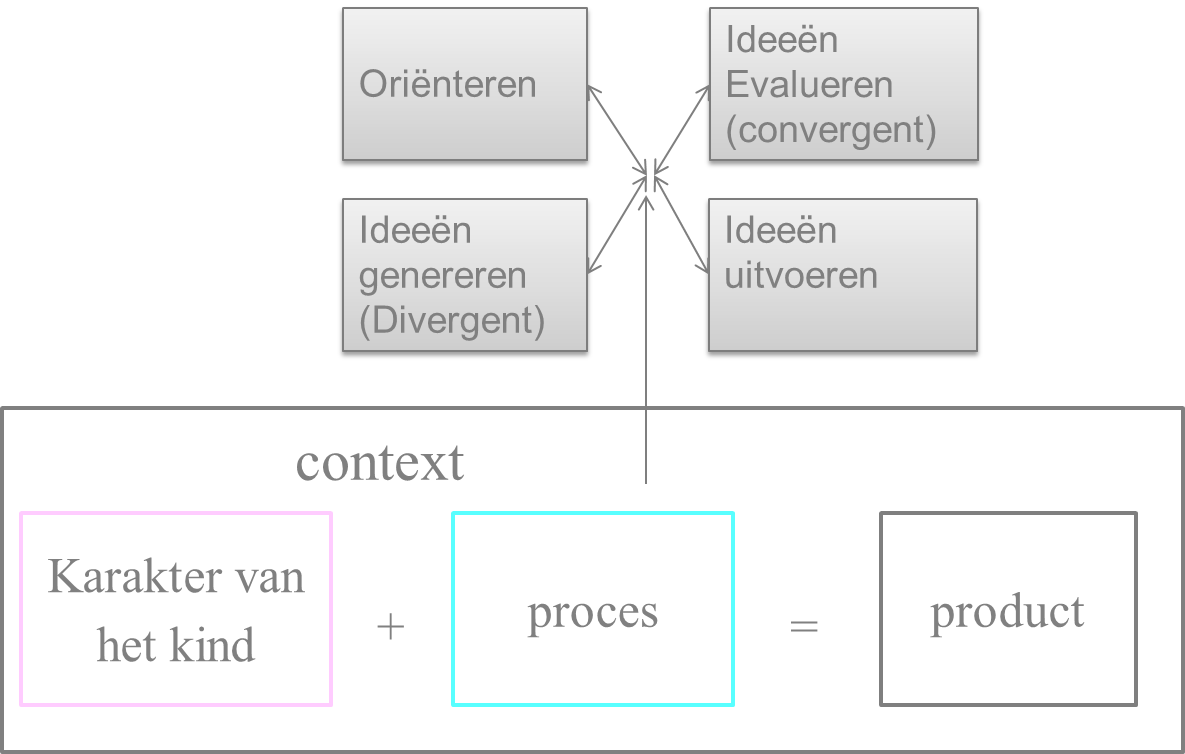 Oriënteren
Ideeën
Evalueren
(convergent)
Ideeën
genereren
(Divergent)
Ideeën
uitvoeren
context
Karakter van
het kind
+
proces
=
product